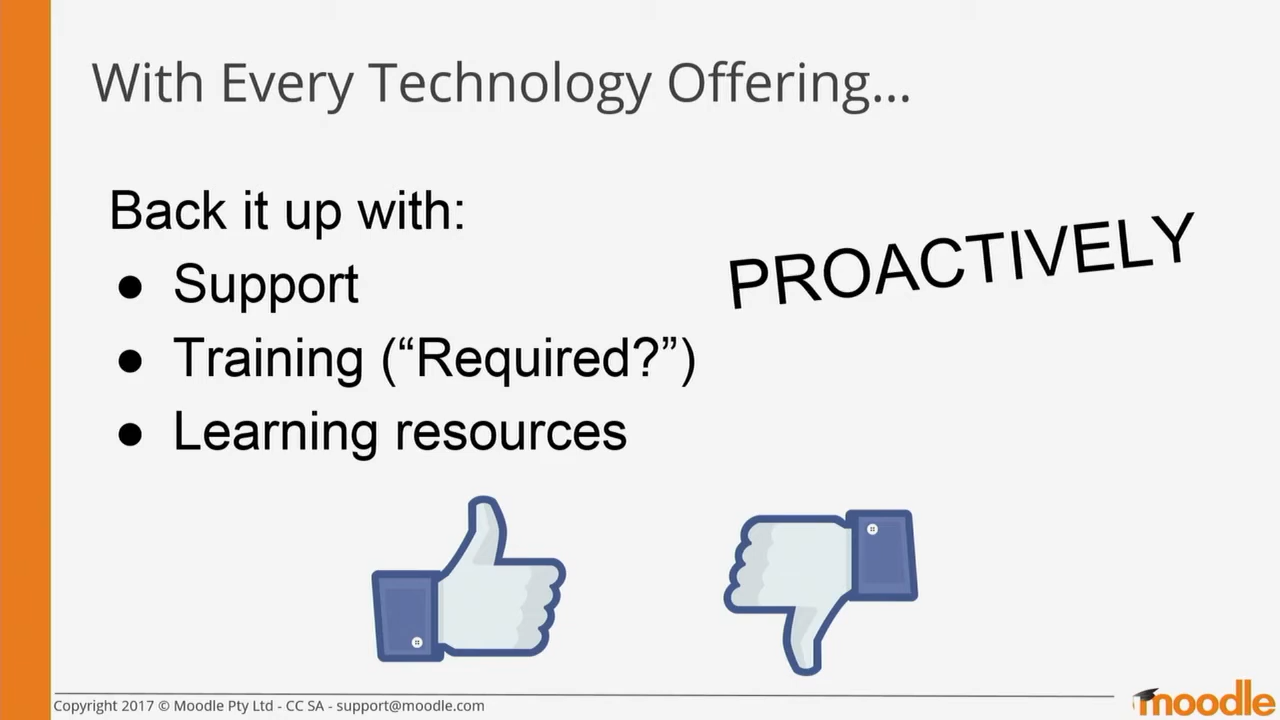 With Every Technology Offering...
Back it up with:
● Support
● Training (“Required?”)
● Learning resources
PROACTIVELY
Copyright 2017 © Moodle Pty Ltd - CC SA - support@moodle.com
moodle